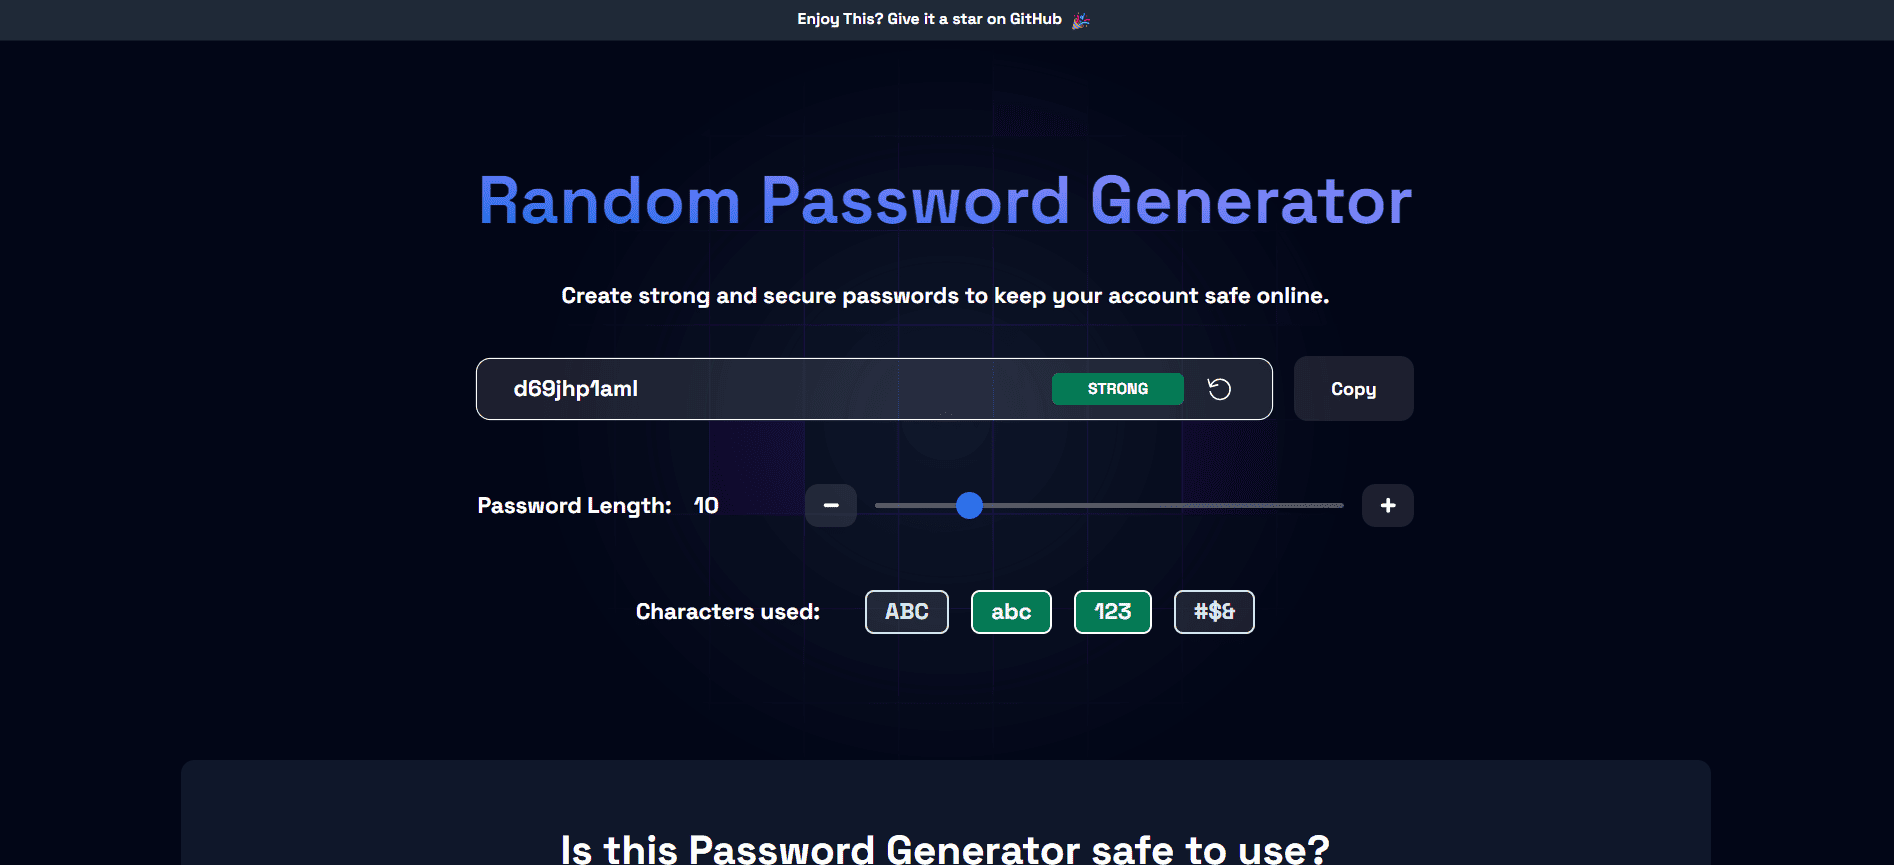 Enjoy This? Give it a star on GitHub 🎉
Random Password Generator
Create strong and secure passwords to keep your account safe online.
d69jhp1aml STRONG Copy
Password Length: 10 − +
Characters used: ABC abc 123 #$&
Is this Password Generator safe to use?